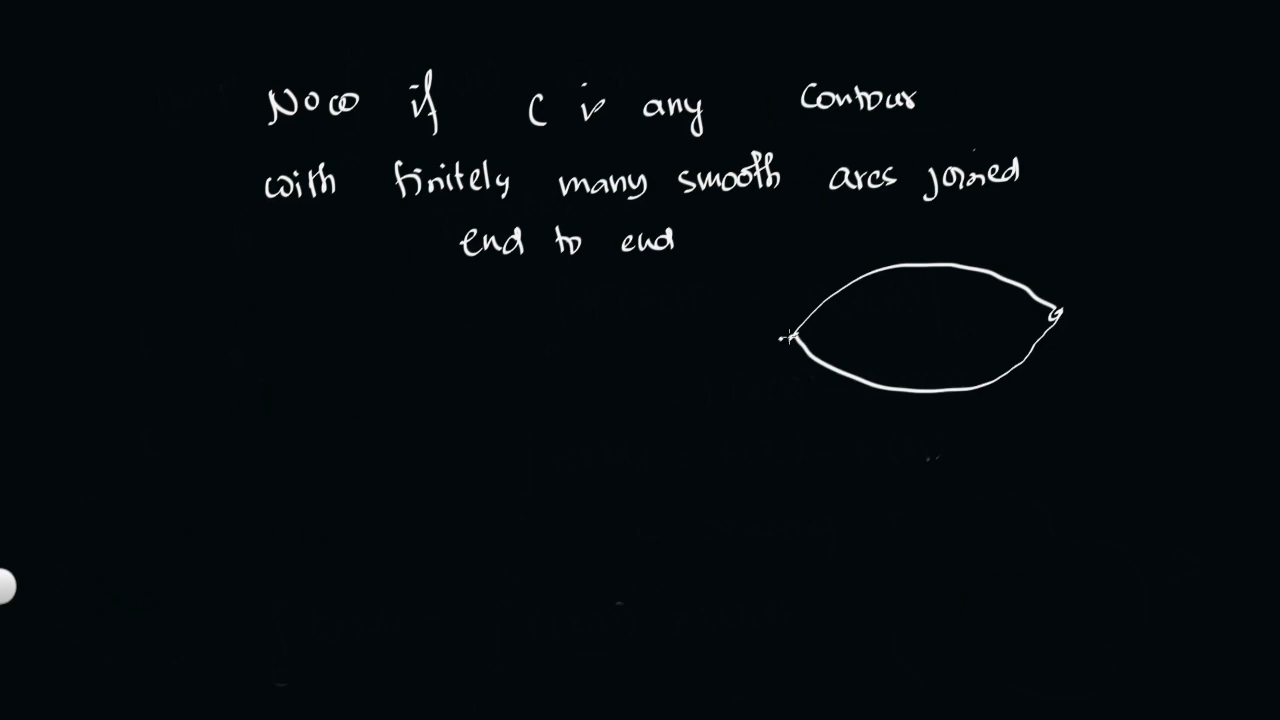 Now if C is any contour
with finitely many smooth arcs joined
end to end